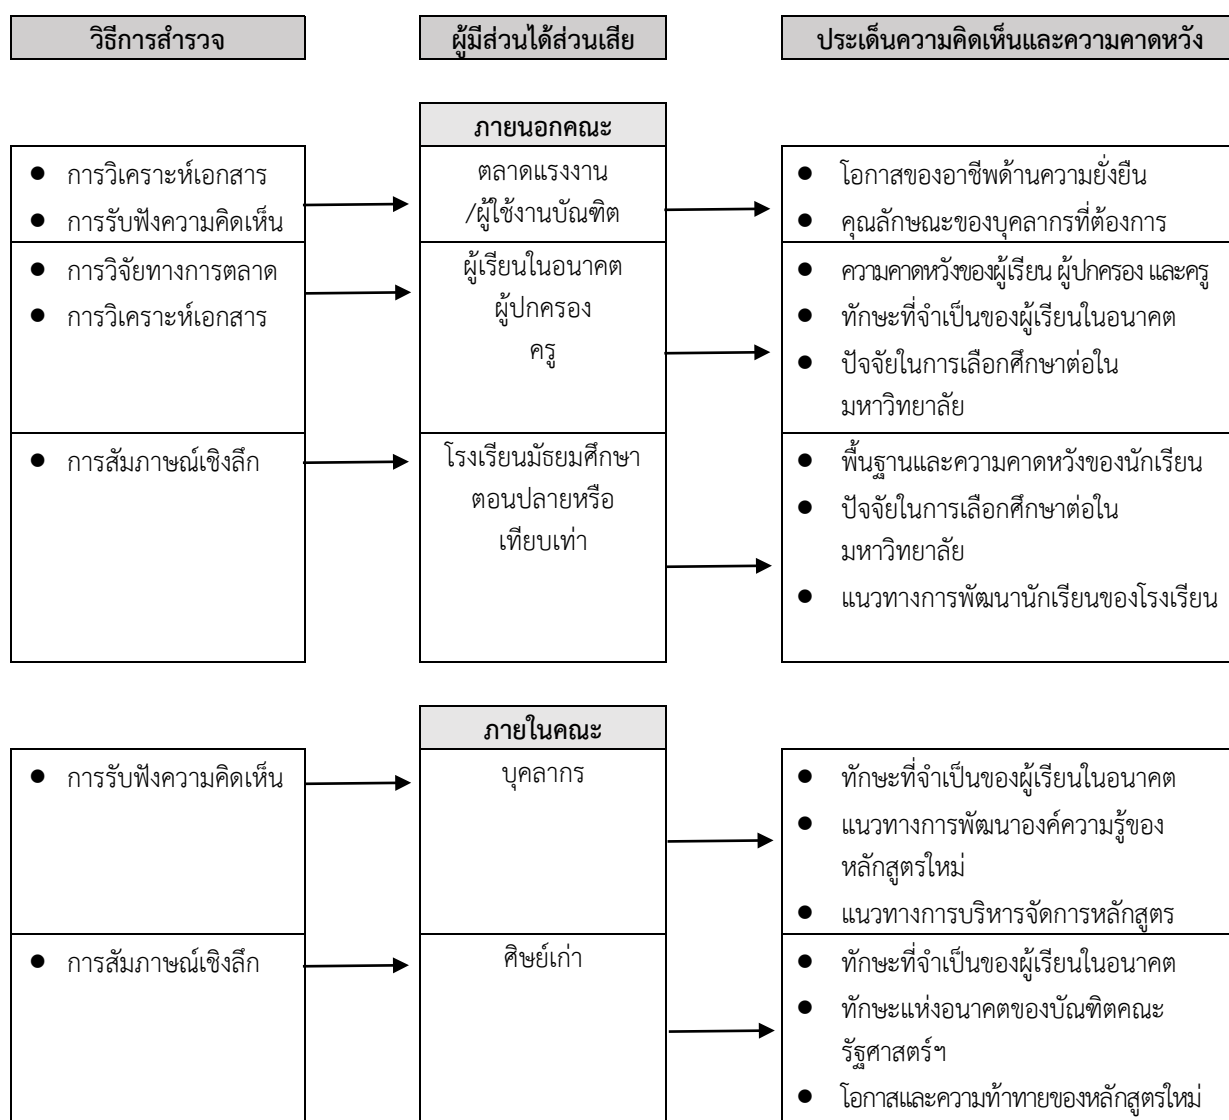 วิธีการสำรวจ
ผู้มีส่วนได้ส่วนเสีย
ประเด็นความคิดเห็นและความคาดหวัง
ภายนอกคณะ
● การวิเคราะห์เอกสาร
● การรับฟังความคิดเห็น
ตลาดแรงงาน
/ผู้ใช้งานบัณฑิต
● โอกาสของอาชีพด้านความยั่งยืน
● คุณลักษณะของบุคลากรที่ต้องการ
● การวิจัยทางการตลาด
● การวิเคราะห์เอกสาร
ผู้เรียนในอนาคต
ผู้ปกครอง
ครู
● ความคาดหวังของผู้เรียน ผู้ปกครอง และครู
● ทักษะที่จำเป็นของผู้เรียนในอนาคต
● ปัจจัยในการเลือกศึกษาต่อใน
มหาวิทยาลัย
● การสัมภาษณ์เชิงลึก
โรงเรียนมัธยมศึกษา
ตอนปลายหรือ
เทียบเท่า
● พื้นฐานและความคาดหวังของนักเรียน
● ปัจจัยในการเลือกศึกษาต่อใน
มหาวิทยาลัย
● แนวทางการพัฒนานักเรียนของโรงเรียน
ภายในคณะ
● การรับฟังความคิดเห็น
บุคลากร
● ทักษะที่จำเป็นของผู้เรียนในอนาคต
● แนวทางการพัฒนาองค์ความรู้ของ
หลักสูตรใหม่
● แนวทางการบริหารจัดการหลักสูตร
● การสัมภาษณ์เชิงลึก
ศิษย์เก่า
● ทักษะที่จำเป็นของผู้เรียนในอนาคต
● ทักษะแห่งอนาคตของบัณฑิตคณะ
รัฐศาสตร์ฯ
● โอกาสและความท้าทายของหลักสูตรใหม่